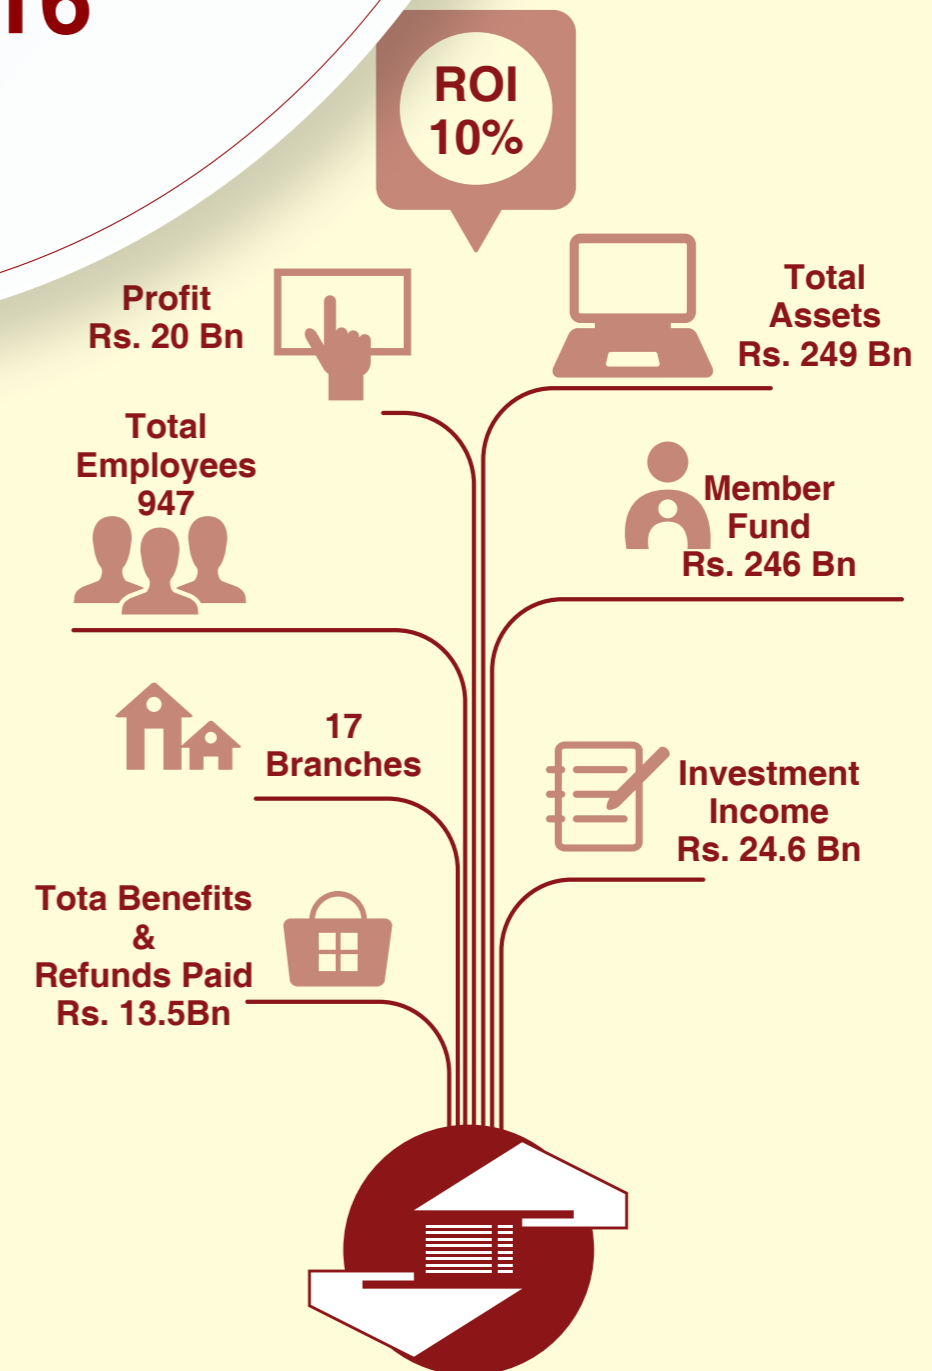 16
ROI
10%
Profit
Rs. 20 Bn
Total
Assets
Rs. 249 Bn
Total
Employees
947
Member
Fund
Rs. 246 Bn
17
Branches
Investment
Income
Rs. 24.6 Bn
Tota Benefits
&
Refunds Paid
Rs. 13.5Bn